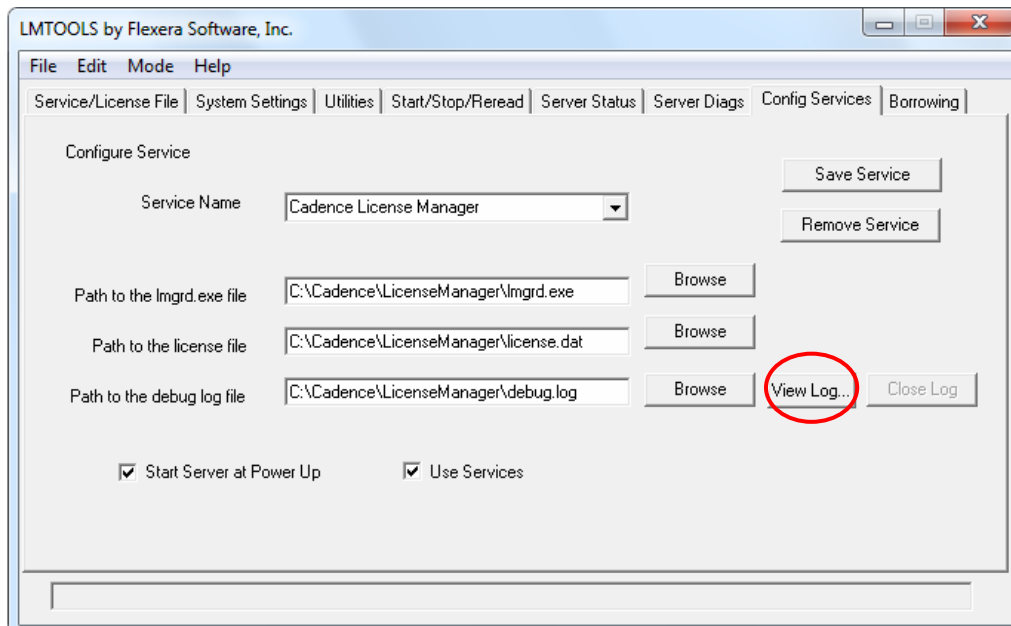 LMTOOLS by Flexera Software, Inc.
File Edit Mode Help
Service/License File System Settings Utilities Start/Stop/Reread Server Status Server Diags Config Services Borrowing
Configure Service
Save Service
Service Name Cadence License Manager
Remove Service
Path to the lmgrd.exe file C:\Cadence\LicenseManager\lmgrd.exe Browse
Path to the license file C:\Cadence\LicenseManager\license.dat Browse
Path to the debug log file C:\Cadence\LicenseManager\debug.log Browse View Log... Close Log
Start Server at Power Up Use Services